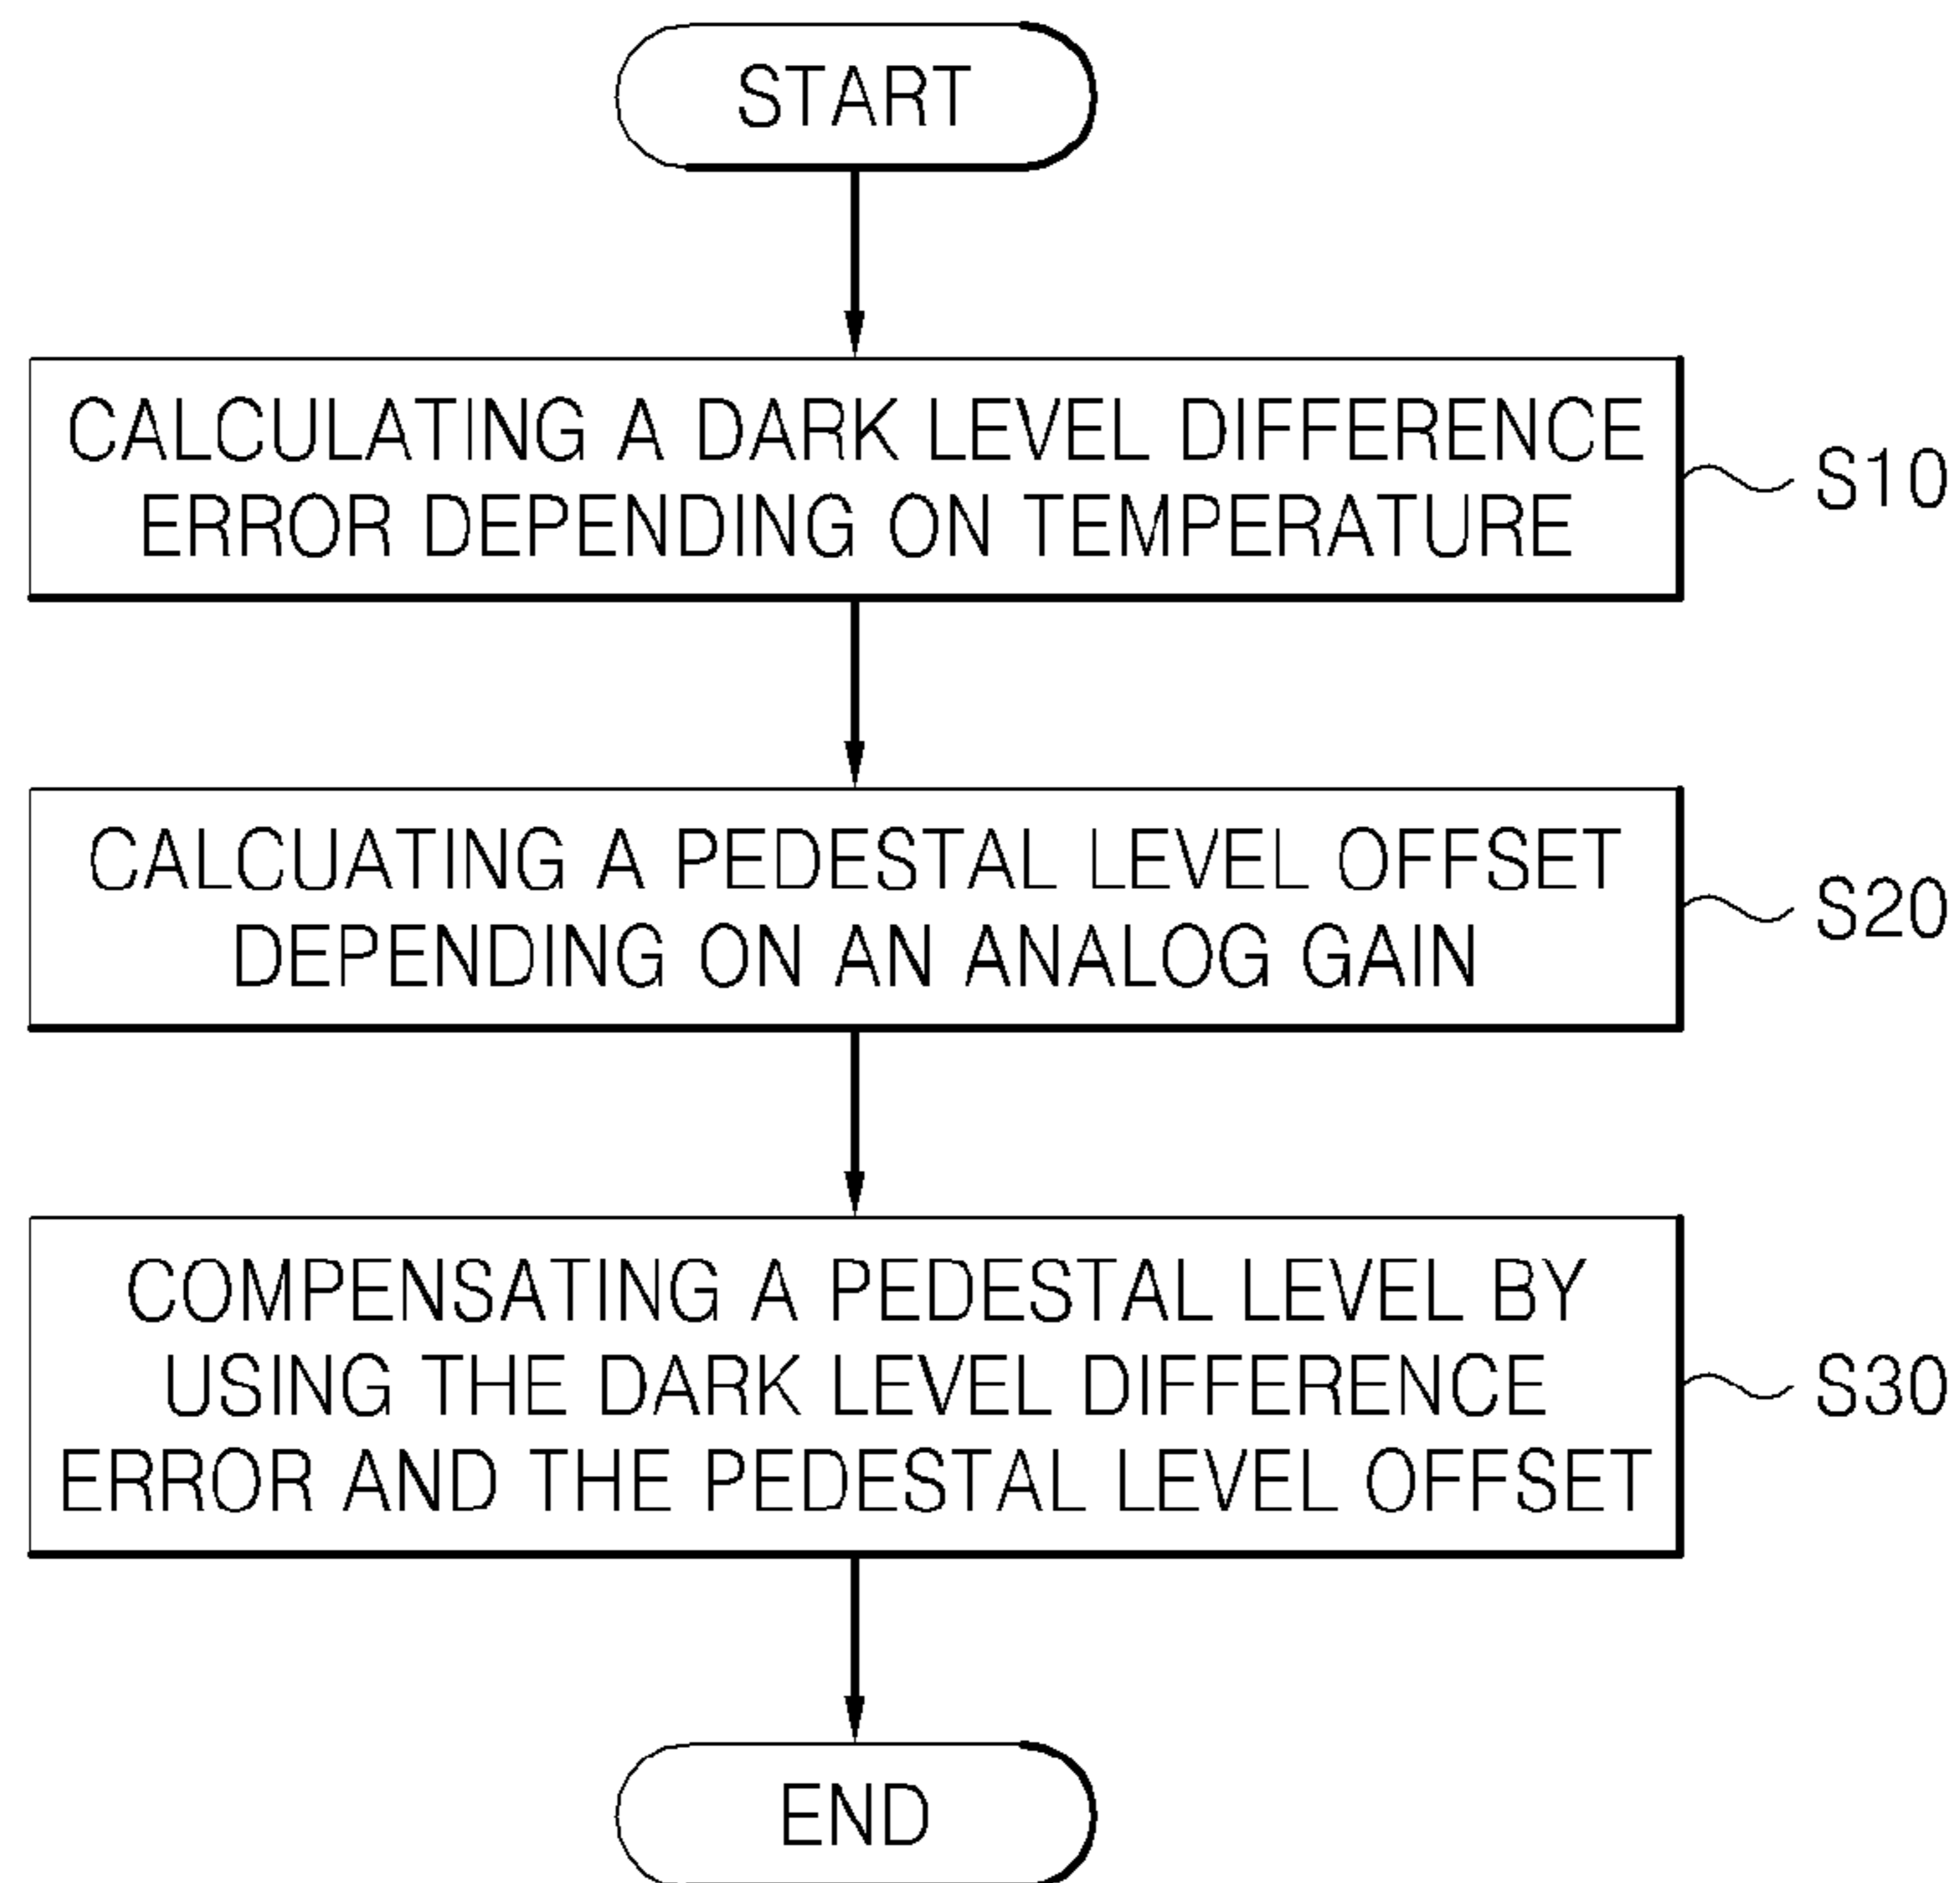 START
CALCULATING A DARK LEVEL DIFFERENCE
ERROR DEPENDING ON TEMPERATURE
S10
CALCUATING A PEDESTAL LEVEL OFFSET
DEPENDING ON AN ANALOG GAIN
S20
COMPENSATING A PEDESTAL LEVEL BY
USING THE DARK LEVEL DIFFERENCE
ERROR AND THE PEDESTAL LEVEL OFFSET
S30
END